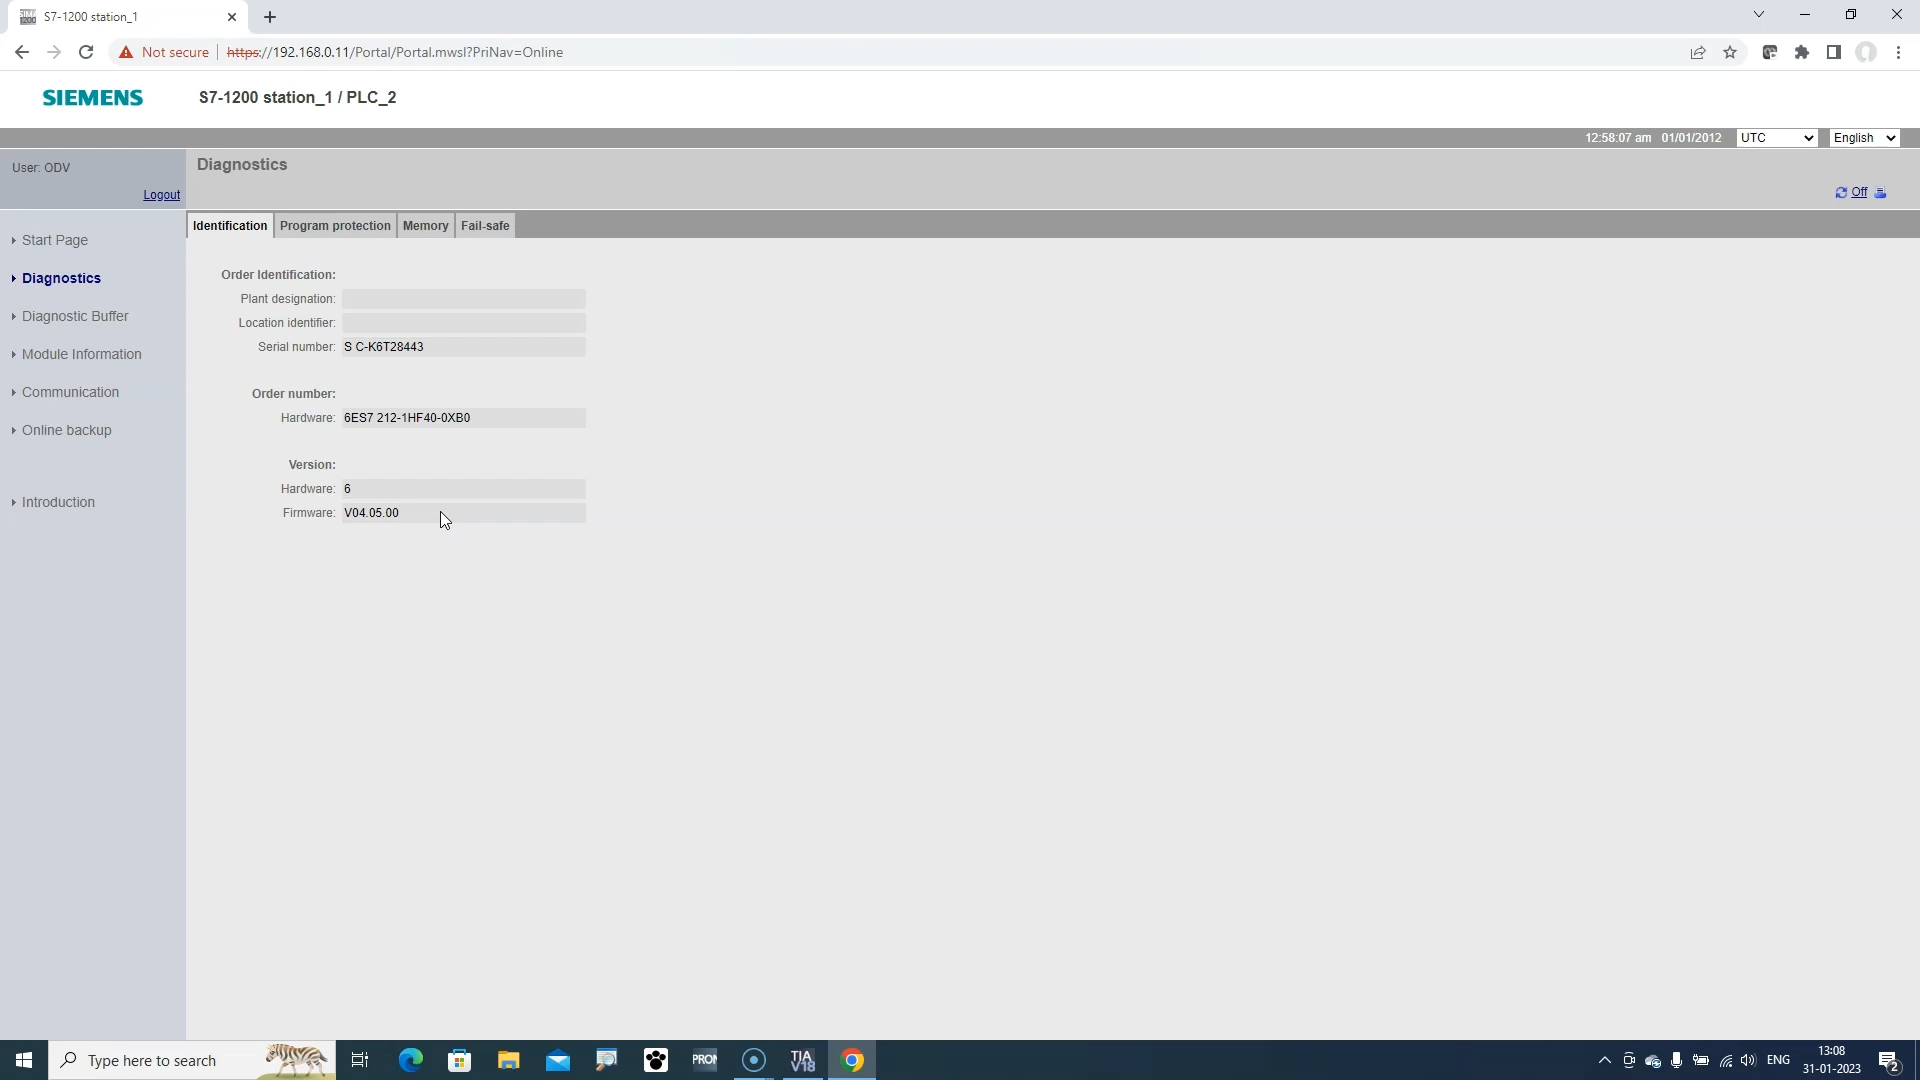 S7-1200 station_1
Not secure https://192.168.0.11/Portal/Portal.mwsl?PriNav=Online
SIEMENS S7-1200 station_1 / PLC_2
12:58:07 am 01/01/2012 UTC English
User: ODV
Logout
Diagnostics
Off
Identification Program protection Memory Fail-safe
Start Page
Diagnostics
Diagnostic Buffer
Module Information
Communication
Online backup
Introduction
Order Identification:
Plant designation:
Location identifier:
Serial number: S C-K6T28443
Order number:
Hardware: 6ES7 212-1HF40-0XB0
Version:
Hardware: 6
Firmware: V04.05.00
Type here to search
PRON
TIA
V18
ENG
13:08
31-01-2023
2